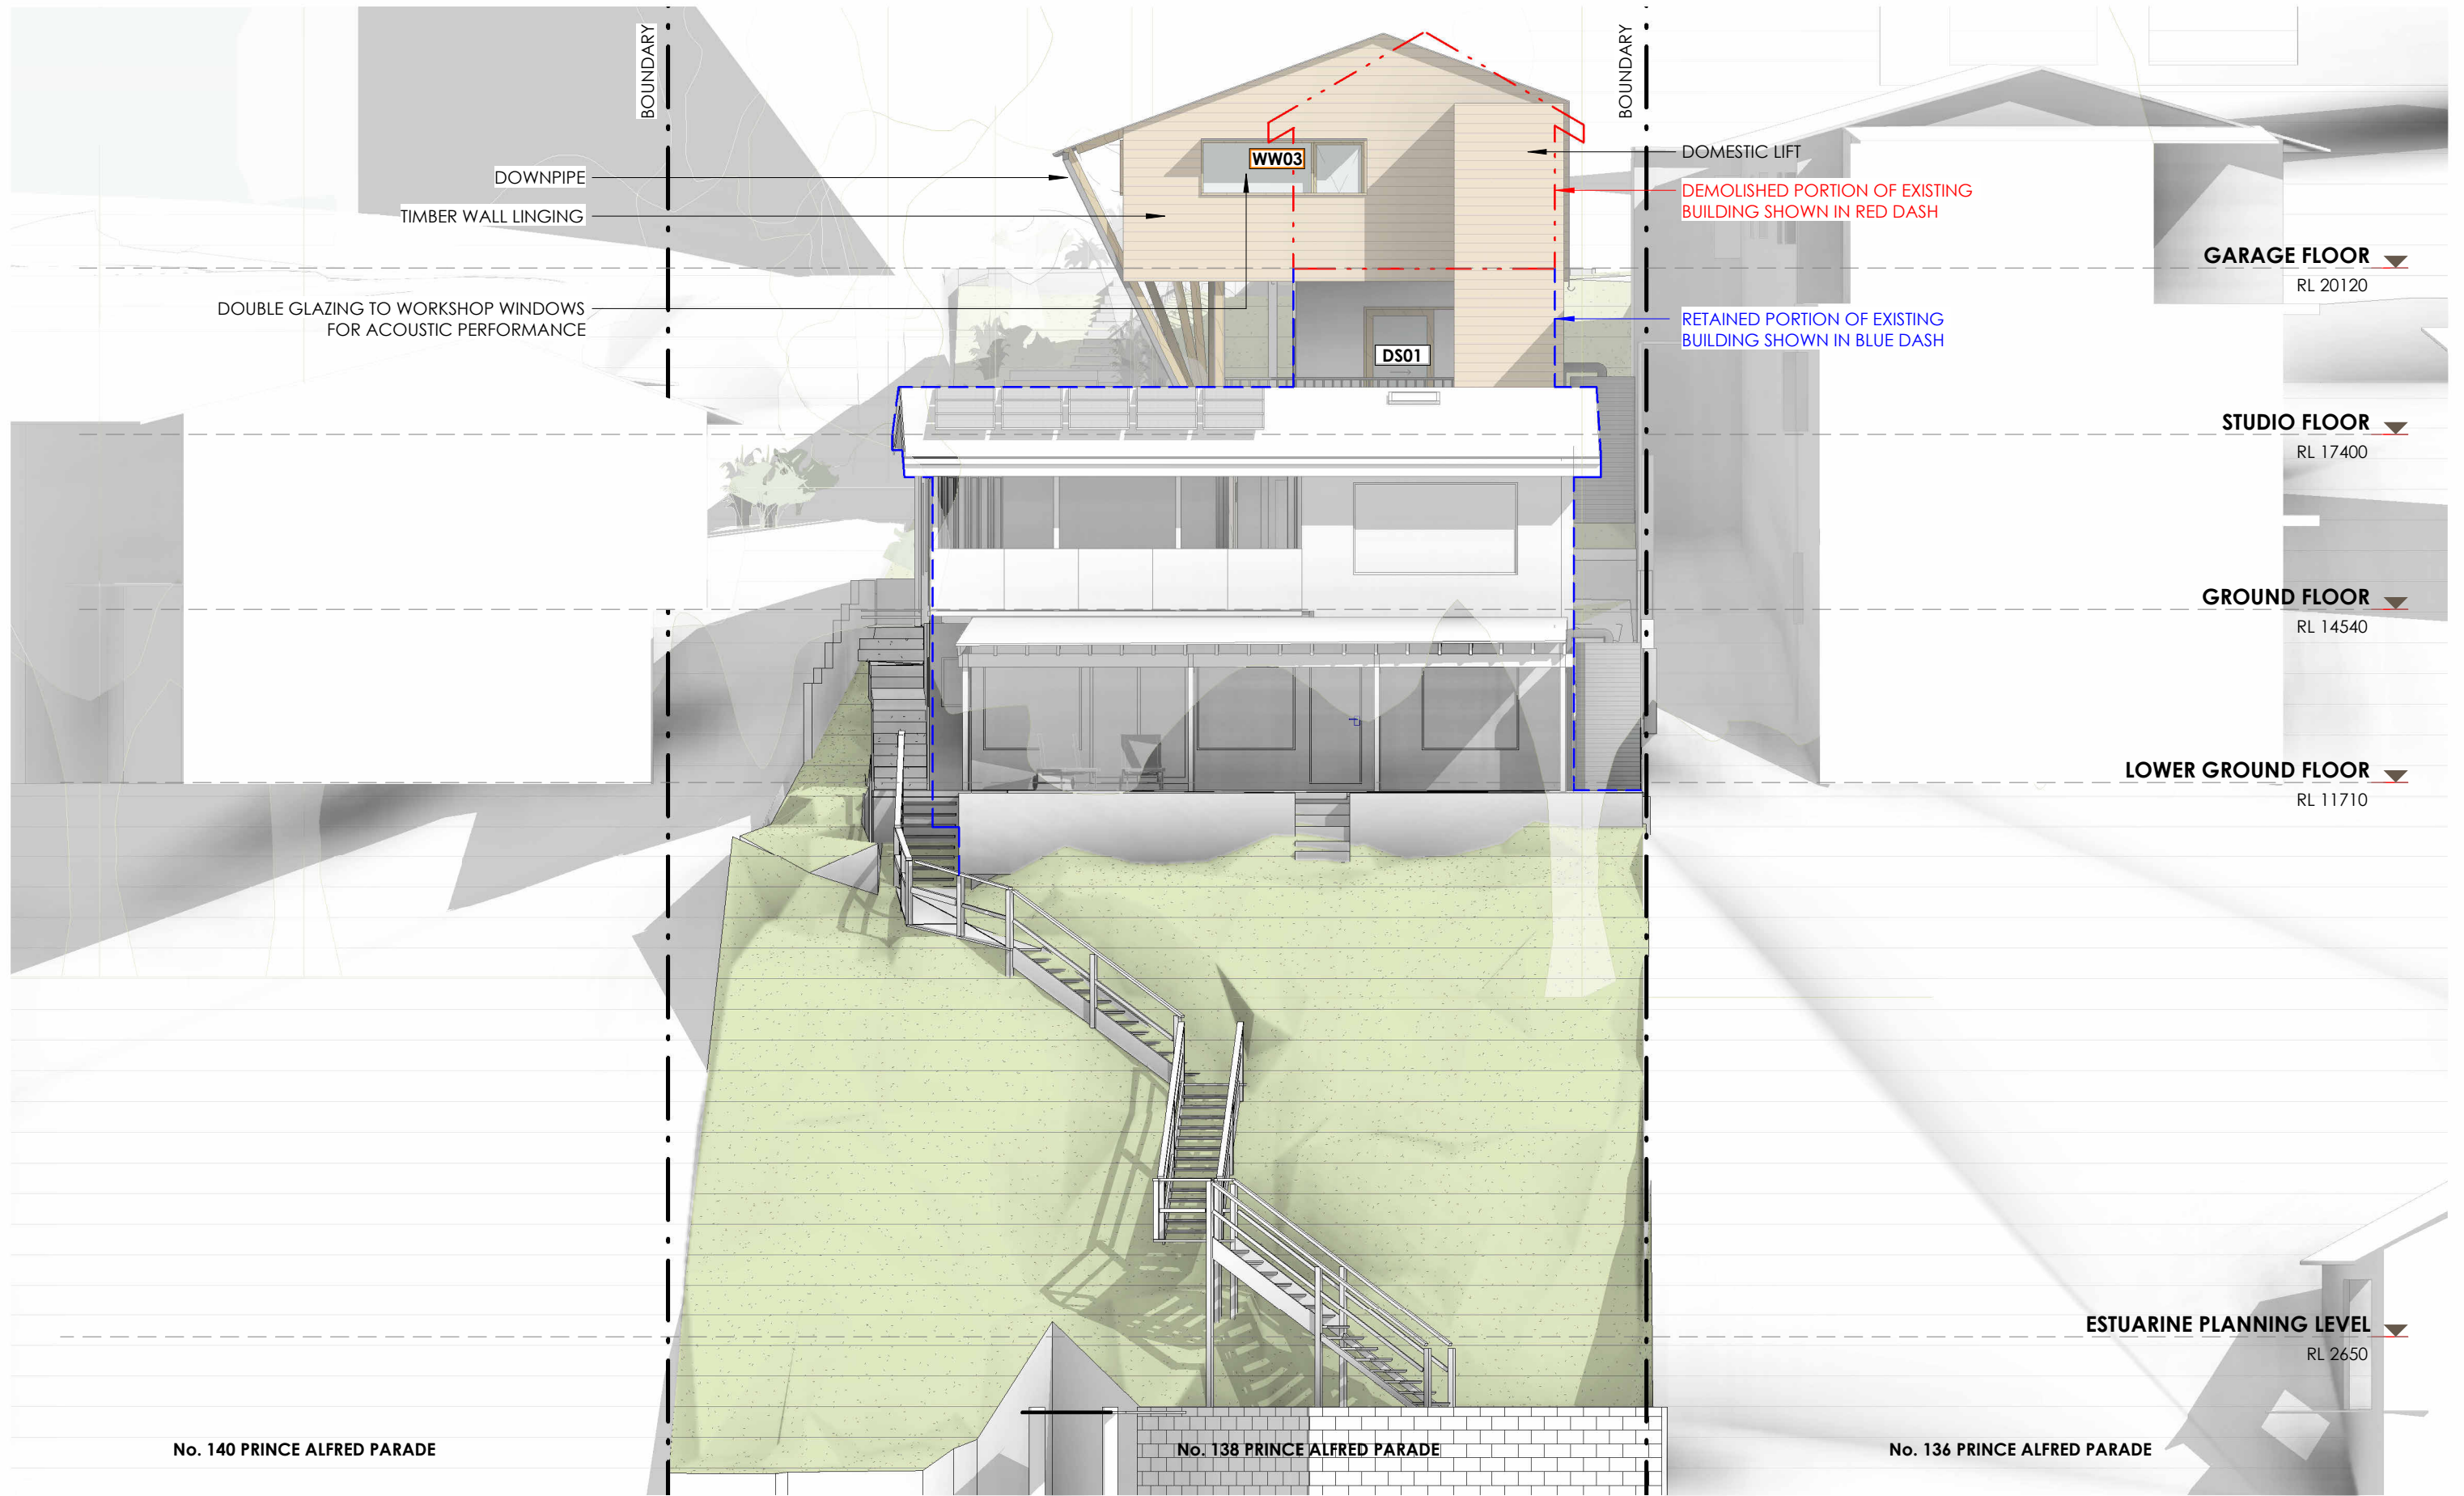 BOUNDARY
BOUNDARY
DOWNPIPE
TIMBER WALL LINGING
DOUBLE GLAZING TO WORKSHOP WINDOWS
FOR ACOUSTIC PERFORMANCE
WW03
DS01
DOMESTIC LIFT
DEMOLISHED PORTION OF EXISTING
BUILDING SHOWN IN RED DASH
RETAINED PORTION OF EXISTING
BUILDING SHOWN IN BLUE DASH
GARAGE FLOOR
RL 20120
STUDIO FLOOR
RL 17400
GROUND FLOOR
RL 14540
LOWER GROUND FLOOR
RL 11710
ESTUARINE PLANNING LEVEL
RL 2650
No. 140 PRINCE ALFRED PARADE
No. 138 PRINCE ALFRED PARADE
No. 136 PRINCE ALFRED PARADE